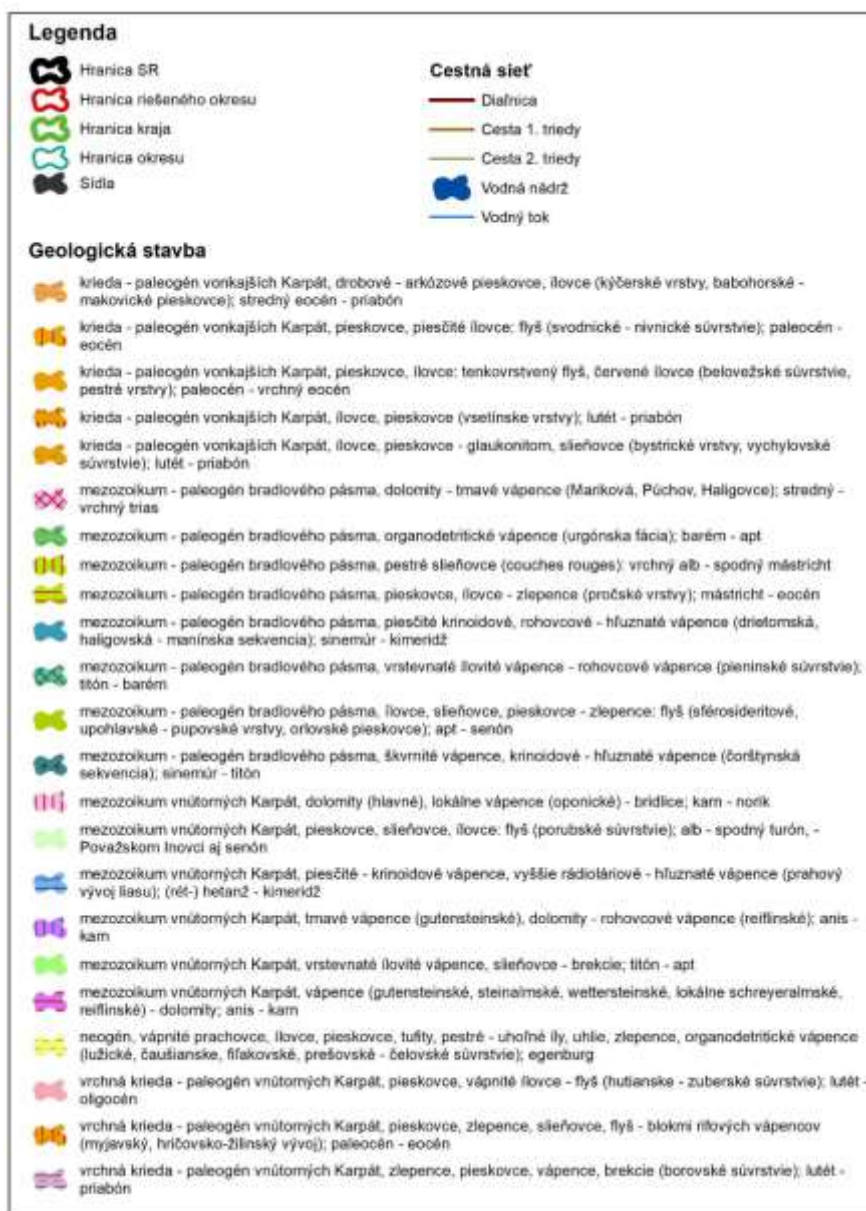 Legenda
Hranica SR
Hranica riešeného okresu
Hranica kraja
Hranica okresu
Sídla
Cestná sieť
Diaľnica
Cesta 1. triedy
Cesta 2. triedy
Vodná nádrž
Vodný tok
Geologická stavba
krieda - paleogén vonkajších Karpát, drobové - arkózové pieskovce, ílovce (kýčerské vrstvy, babohorské -
makovické pieskovce); stredný eocén - priabón
krieda - paleogén vonkajších Karpát, pieskovce, piesčité ílovce: flyš (svodnické - nivnické súvrstvie); paleocén -
eocén
krieda - paleogén vonkajších Karpát, pieskovce, ílovce: tenkovrstvený flyš, červené ílovce (belovežské súvrstvie,
pestré vrstvy); paleocén - vrchný eocén
krieda - paleogén vonkajších Karpát, ílovce, pieskovce (vsetínske vrstvy); lutét - priabón
krieda - paleogén vonkajších Karpát, ílovce, pieskovce - glaukonitom, slieňovce (bystrické vrstvy, vychylovské
súvrstvie); lutét - priabón
mezozoikum - paleogén bradlového pásma, dolomity - tmavé vápence (Mariková, Púchov, Haligovce); stredný -
vrchný trias
mezozoikum - paleogén bradlového pásma, organodetritické vápence (urgónska fácia); barém - apt
mezozoikum - paleogén bradlového pásma, pestré slieňovce (couches rouges): vrchný alb - spodný mástricht
mezozoikum - paleogén bradlového pásma, pieskovce, ílovce - zlepence (pročské vrstvy); mástricht - eocén
mezozoikum - paleogén bradlového pásma, piesčité krinoidové, rohovcové - hľuznaté vápence (drietomská,
haligovská - manínska sekvencia); sinemúr - kimeridž
mezozoikum - paleogén bradlového pásma, vrstevnaté ílovité vápence - rohovcové vápence (pieninské súvrstvie);
titón - barém
mezozoikum - paleogén bradlového pásma, ílovce, slieňovce, pieskovce - zlepence: flyš (sférosideritové,
upohlavské - pupovské vrstvy, orlovské pieskovce); apt - senón
mezozoikum - paleogén bradlového pásma, škvrnité vápence, krinoidové - hľuznaté vápence (čorštynská
sekvencia); sinemúr - titón
mezozoikum vnútorných Karpát, dolomity (hlavné), lokálne vápence (oponické) - bridlice; karn - norik
mezozoikum vnútorných Karpát, pieskovce, slieňovce, ílovce: flyš (porubské súvrstvie); alb - spodný turón, -
Považskom Inovci aj senón
mezozoikum vnútorných Karpát, piesčité - krinoidové vápence, vyššie rádioláriové - hľuznaté vápence (prahový
vývoj liasu); (rét-) hetanž - kimeridž
mezozoikum vnútorných Karpát, tmavé vápence (gutensteinské), dolomity - rohovcové vápence (reiflinské); anis -
karn
mezozoikum vnútorných Karpát, vrstevnaté ílovité vápence, slieňovce - brekcie; titón - apt
mezozoikum vnútorných Karpát, vápence (gutensteinské, steinalmské, wettersteinské, lokálne schreyeralmské,
reiflinské) - dolomity; anis - karn
neogén, vápnité prachovce, ílovce, pieskovce, tufity, pestré - uhoľné íly, uhlie, zlepence, organodetritické vápence
(lužické, čaušianske, fiľakovské, prešovské - čelovské súvrstvie); egenburg
vrchná krieda - paleogén vnútorných Karpát, pieskovce, vápnité ílovce - flyš (hutianske - zuberské súvrstvie); lutét -
oligocén
vrchná krieda - paleogén vnútorných Karpát, pieskovce, zlepence, slieňovce, flyš - blokmi rifových vápencov
(myjavský, hričovsko-žilinský vývoj); paleocén - eocén
vrchná krieda - paleogén vnútorných Karpát, zlepence, pieskovce, vápence, brekcie (borovské súvrstvie); lutét -
priabón